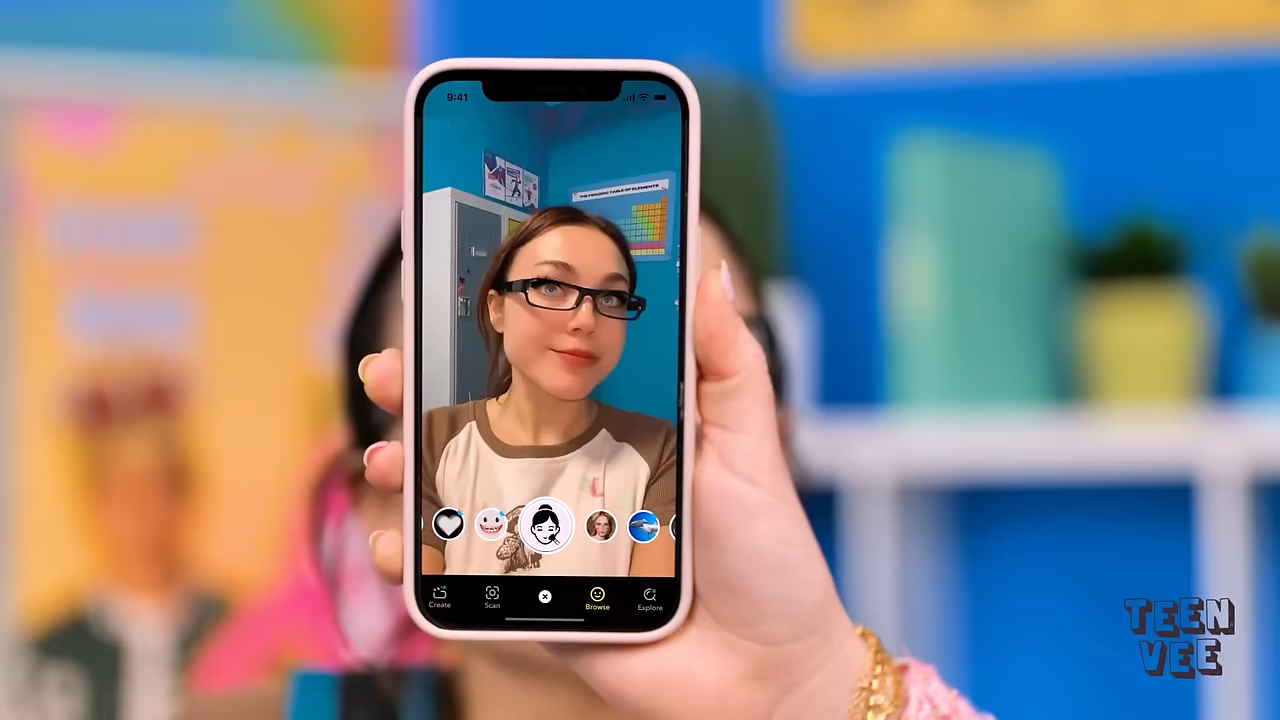 9:41
THE PERIODIC TABLE OF ELEMENTS
Create
Scan
Browse
Explore
TEEN
VEE